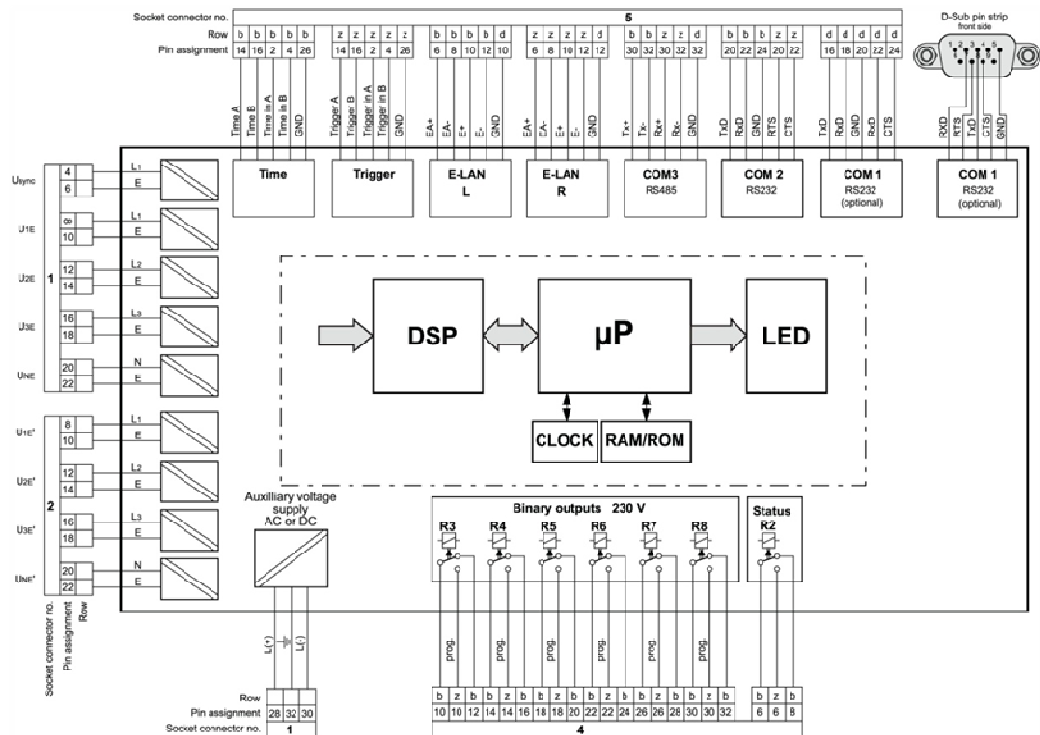 Socket connector no. 5
Row b b b b b z z z z z b b b b d z z z z d b b z z d b b b z z d d d d d
Pin assignment 14 16 2 4 26 14 16 2 4 26 6 8 10 12 10 6 8 10 12 12 30 32 30 32 32 20 22 24 20 22 16 18 20 22 24
D-Sub pin strip
front side
1 2 3 4 5
Time A Time B Time in A Time in B GND Trigger A Trigger B Trigger in A Trigger in B GND EA+ EA- E+ E- GND EA+ EA- E+ E- GND Tx+ Tx- Rx+ Rx- GND TxD RxD GND RTS CTS TxD RxD GND RxD CTS RXD RTS TxD CTS GND
Time Trigger E-LAN E-LAN COM3 COM 2 COM 1 COM 1
L R RS485 RS232 RS232 RS232
(optional) (optional)
Usync 4 L1
6 E
U1E 8 L1
10 E
U2E 1 12 L2
14 E
U3E 16 L3
18 E
UNE 20 N
22 E
DSP µP LED
CLOCK RAM/ROM
U1E* 8 L1
10 E
U2E* 12 L2
14 E
2
U3E* 16 L3
18 E
UNE* 20 N
22 E
Socket connector no.
Pin assignment
Row
Auxilliary voltage
supply
AC or DC
L(+) L(-)
Binary outputs 230 V
R3 R4 R5 R6 R7 R8
Status
R2
prog. prog. prog. prog. prog. prog.
Row b z b b z b b z b b z b b z b b z b b z b
Pin assignment 28 32 30 10 10 12 14 14 16 18 18 20 22 22 24 26 26 28 30 30 32 6 6 8
Socket connector no. 1 4